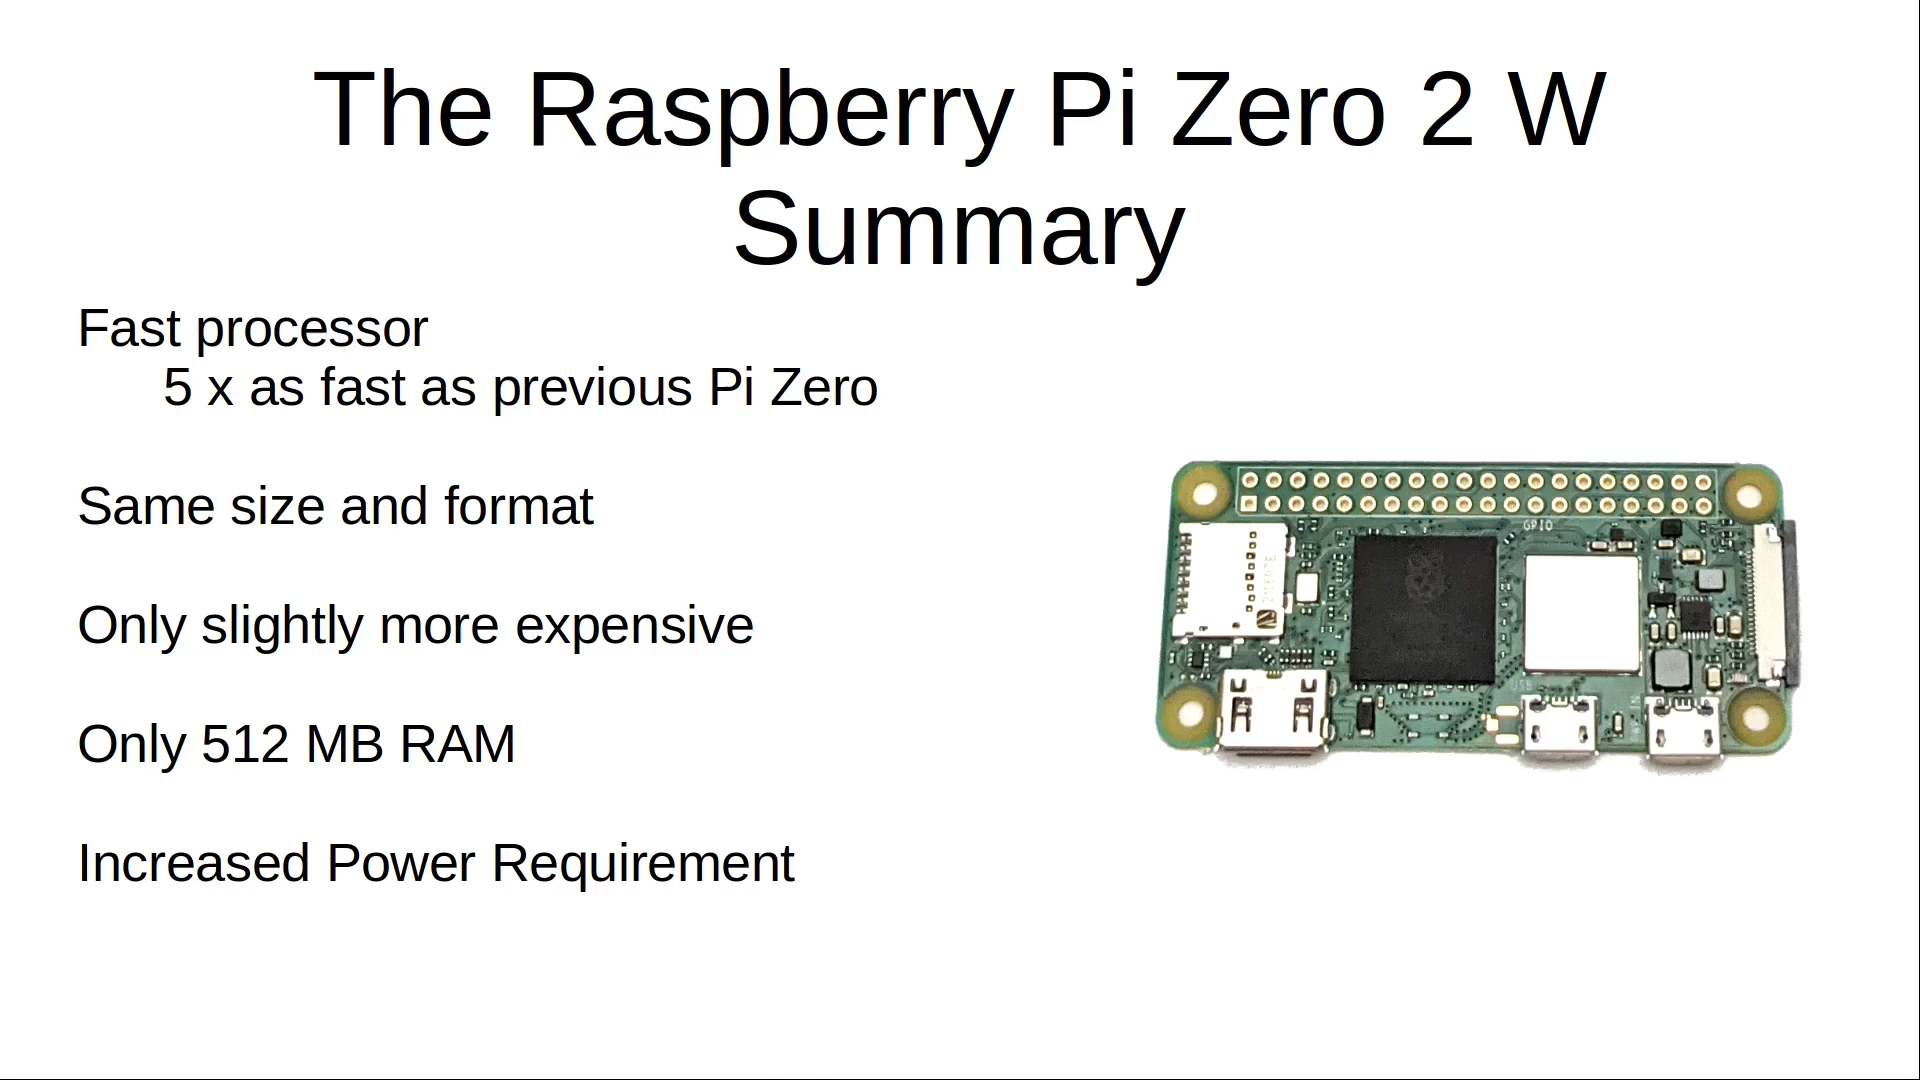 The Raspberry Pi Zero 2 W
Summary
Fast processor
5 x as fast as previous Pi Zero
Same size and format
Only slightly more expensive
Only 512 MB RAM
Increased Power Requirement
GPIO